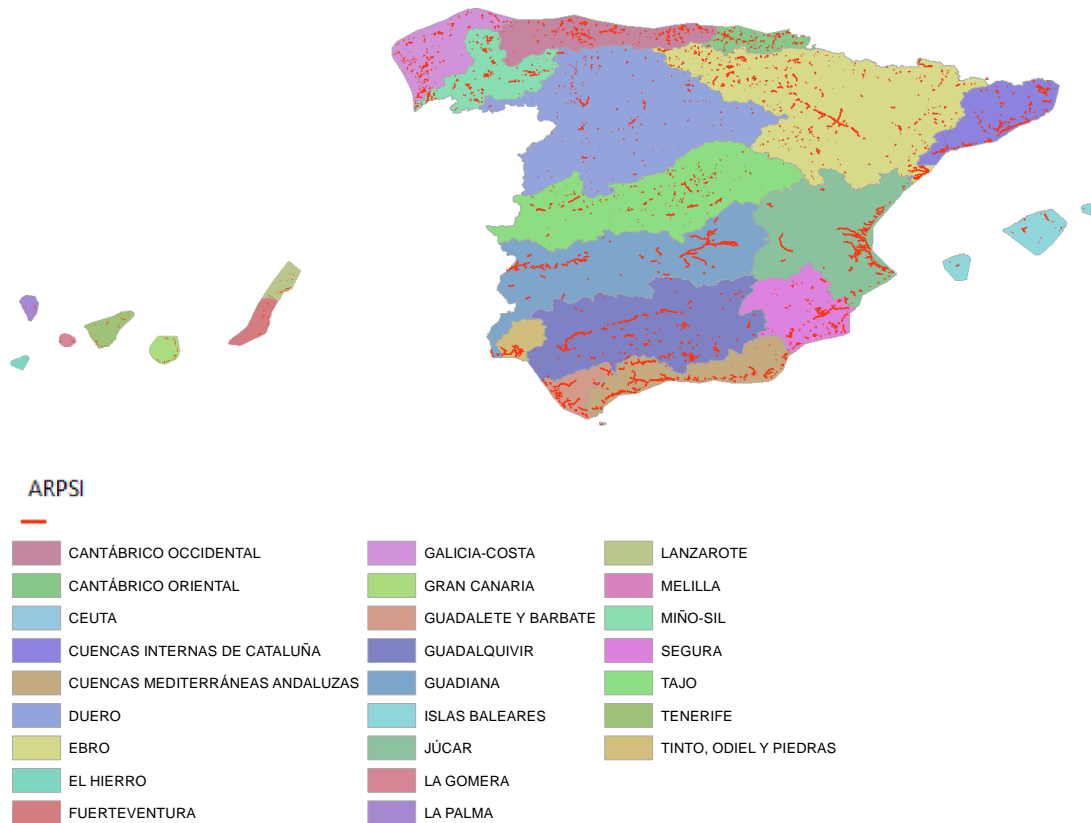 ARPSI
CANTÁBRICO OCCIDENTAL
CANTÁBRICO ORIENTAL
CEUTA
CUENCAS INTERNAS DE CATALUÑA
CUENCAS MEDITERRÁNEAS ANDALUZAS
DUERO
EBRO
EL HIERRO
FUERTEVENTURA
GALICIA-COSTA
GRAN CANARIA
GUADALETE Y BARBATE
GUADALQUIVIR
GUADIANA
ISLAS BALEARES
JÚCAR
LA GOMERA
LA PALMA
LANZAROTE
MELILLA
MIÑO-SIL
SEGURA
TAJO
TENERIFE
TINTO, ODIEL Y PIEDRAS